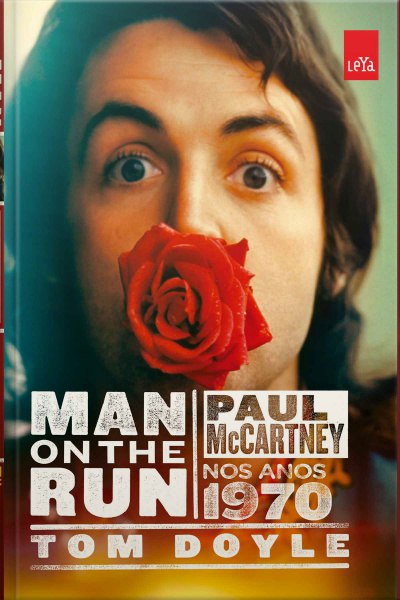 LeYa
MAN
ON THE
RUN
PAUL
McCARTNEY
NOS ANOS
1970
TOM DOYLE